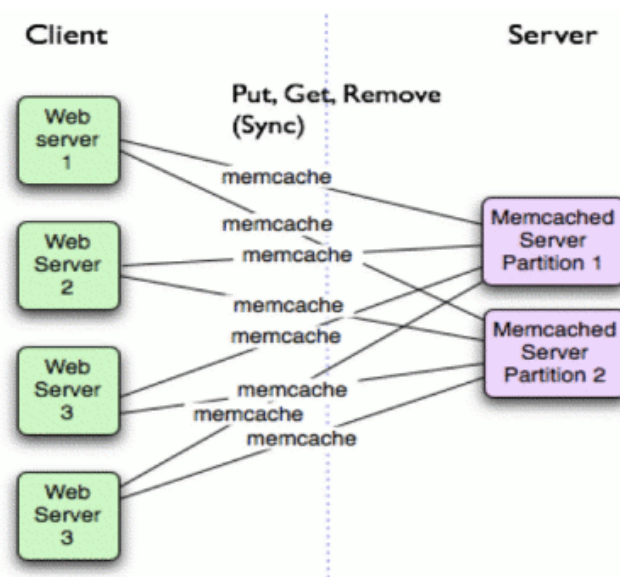 Client
Server
Put, Get, Remove
(Sync)
Web
server
1
memcache
memcache
Memcached
Server
Partition 1
Web
Server
2
memcache
memcache
memcache
Memcached
Server
Partition 2
Web
Server
3
memcache
memcache
memcache
Web
Server
3